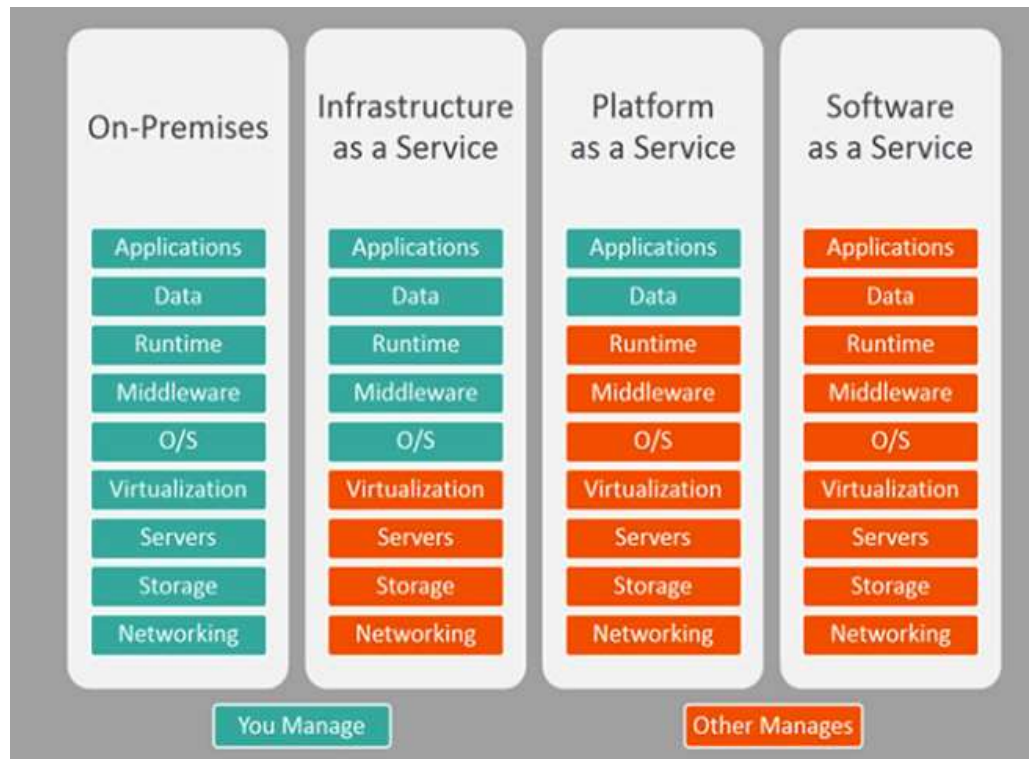 On-Premises
Applications
Data
Runtime
Middleware
O/S
Virtualization
Servers
Storage
Networking
Infrastructure
as a Service
Applications
Data
Runtime
Middleware
O/S
Virtualization
Servers
Storage
Networking
Platform
as a Service
Applications
Data
Runtime
Middleware
O/S
Virtualization
Servers
Storage
Networking
Software
as a Service
Applications
Data
Runtime
Middleware
O/S
Virtualization
Servers
Storage
Networking
You Manage
Other Manages